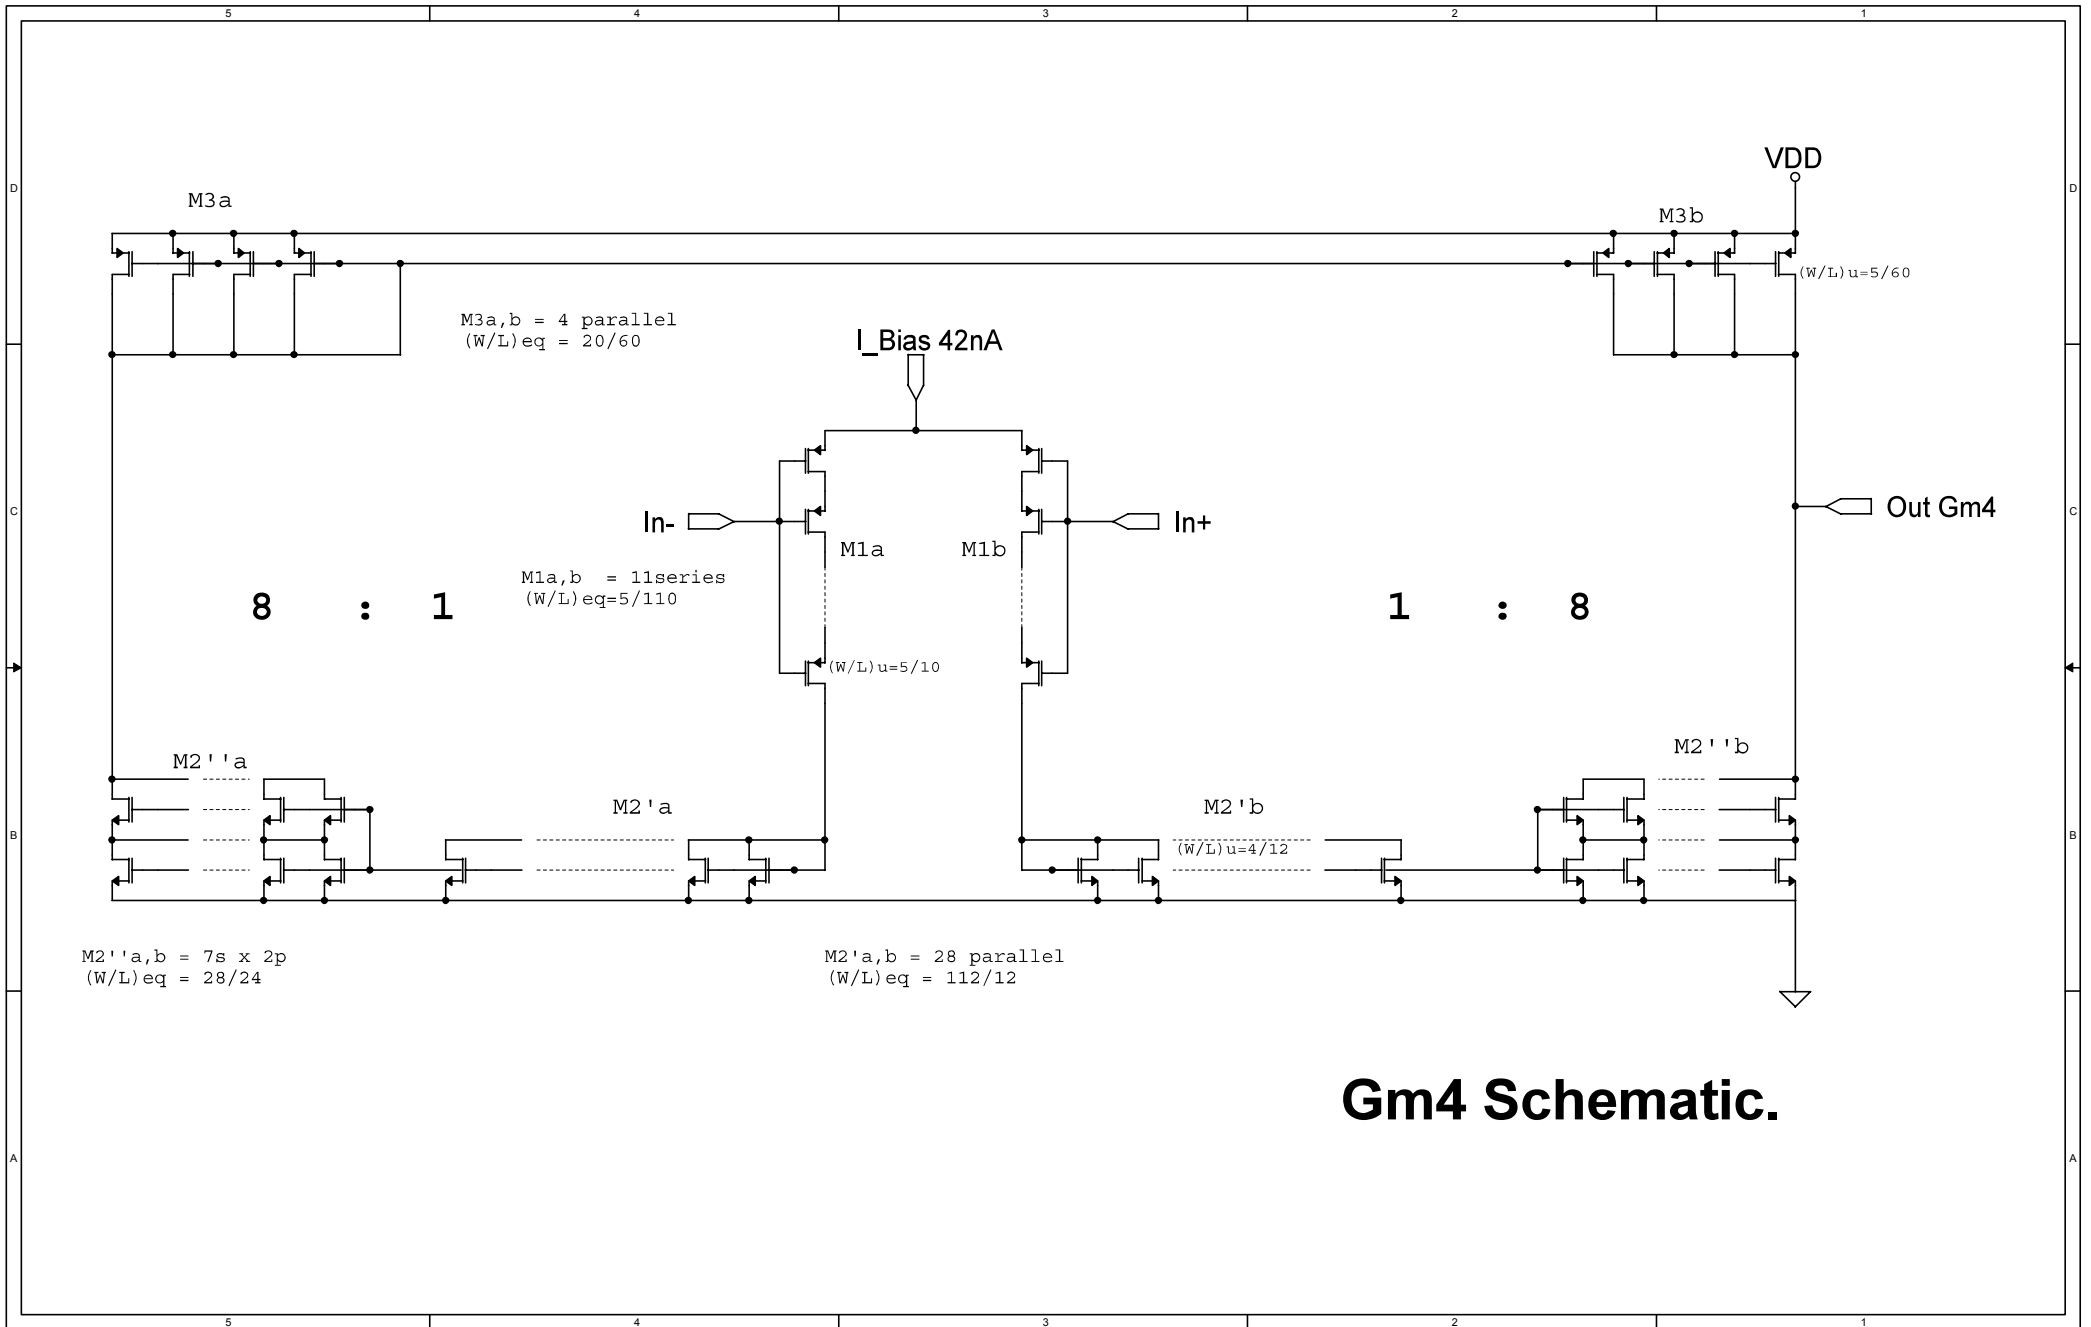 5 4 3 2 1
VDD
D D
M3a
M3b
(W/L)u=5/60
M3a,b = 4 parallel
(W/L)eq = 20/60
I_Bias 42nA
C C
In-
In+
Out Gm4
M1a
M1b
M1a,b = 11series
(W/L)eq=5/110
8 : 1
1 : 8
(W/L)u=5/10
M2''a
M2''b
M2'a
M2'b
B B
(W/L)u=4/12
M2''a,b = 7s x 2p
(W/L)eq = 28/24
M2'a,b = 28 parallel
(W/L)eq = 112/12
Gm4 Schematic.
A A
5 4 3 2 1